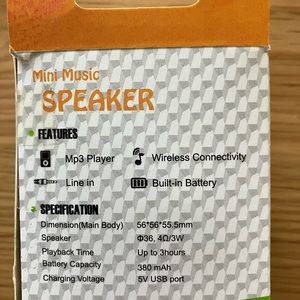 Mini Music
SPEAKER
FEATURES
Mp3 Player
Wireless Connectivity
Line in
Built-in Battery
SPECIFICATION
Dimension(Main Body) 56*56*55.5mm
Speaker Φ36, 4Ω/3W
Playback Time Up to 3hours
Battery Capacity 380 mAh
Charging Voltage 5V USB port